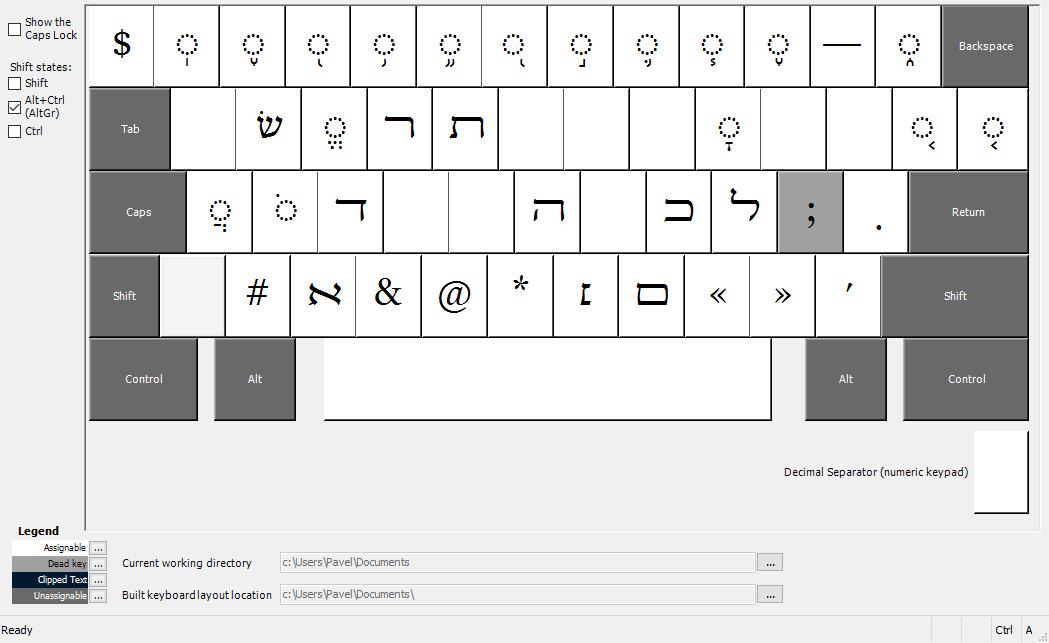 Show the
Caps Lock
Shift states:
Shift
Alt+Ctrl
(AltGr)
Ctrl
$ — Backspace
Tab שׂ ﬧ ﬨ
Caps ﬢ ﬣ ﬤ ﬥ ; . Return
Shift # ﬡ & @ * ׆ ﬦ « » ׳ Shift
Control Alt Alt Control
Decimal Separator (numeric keypad)
Legend
Assignable ...
Dead key ... Current working directory c:\Users\Pavel\Documents ...
Clipped Text ...
Unassignable ... Built keyboard layout location c:\Users\Pavel\Documents\ ...
Ready Ctrl A